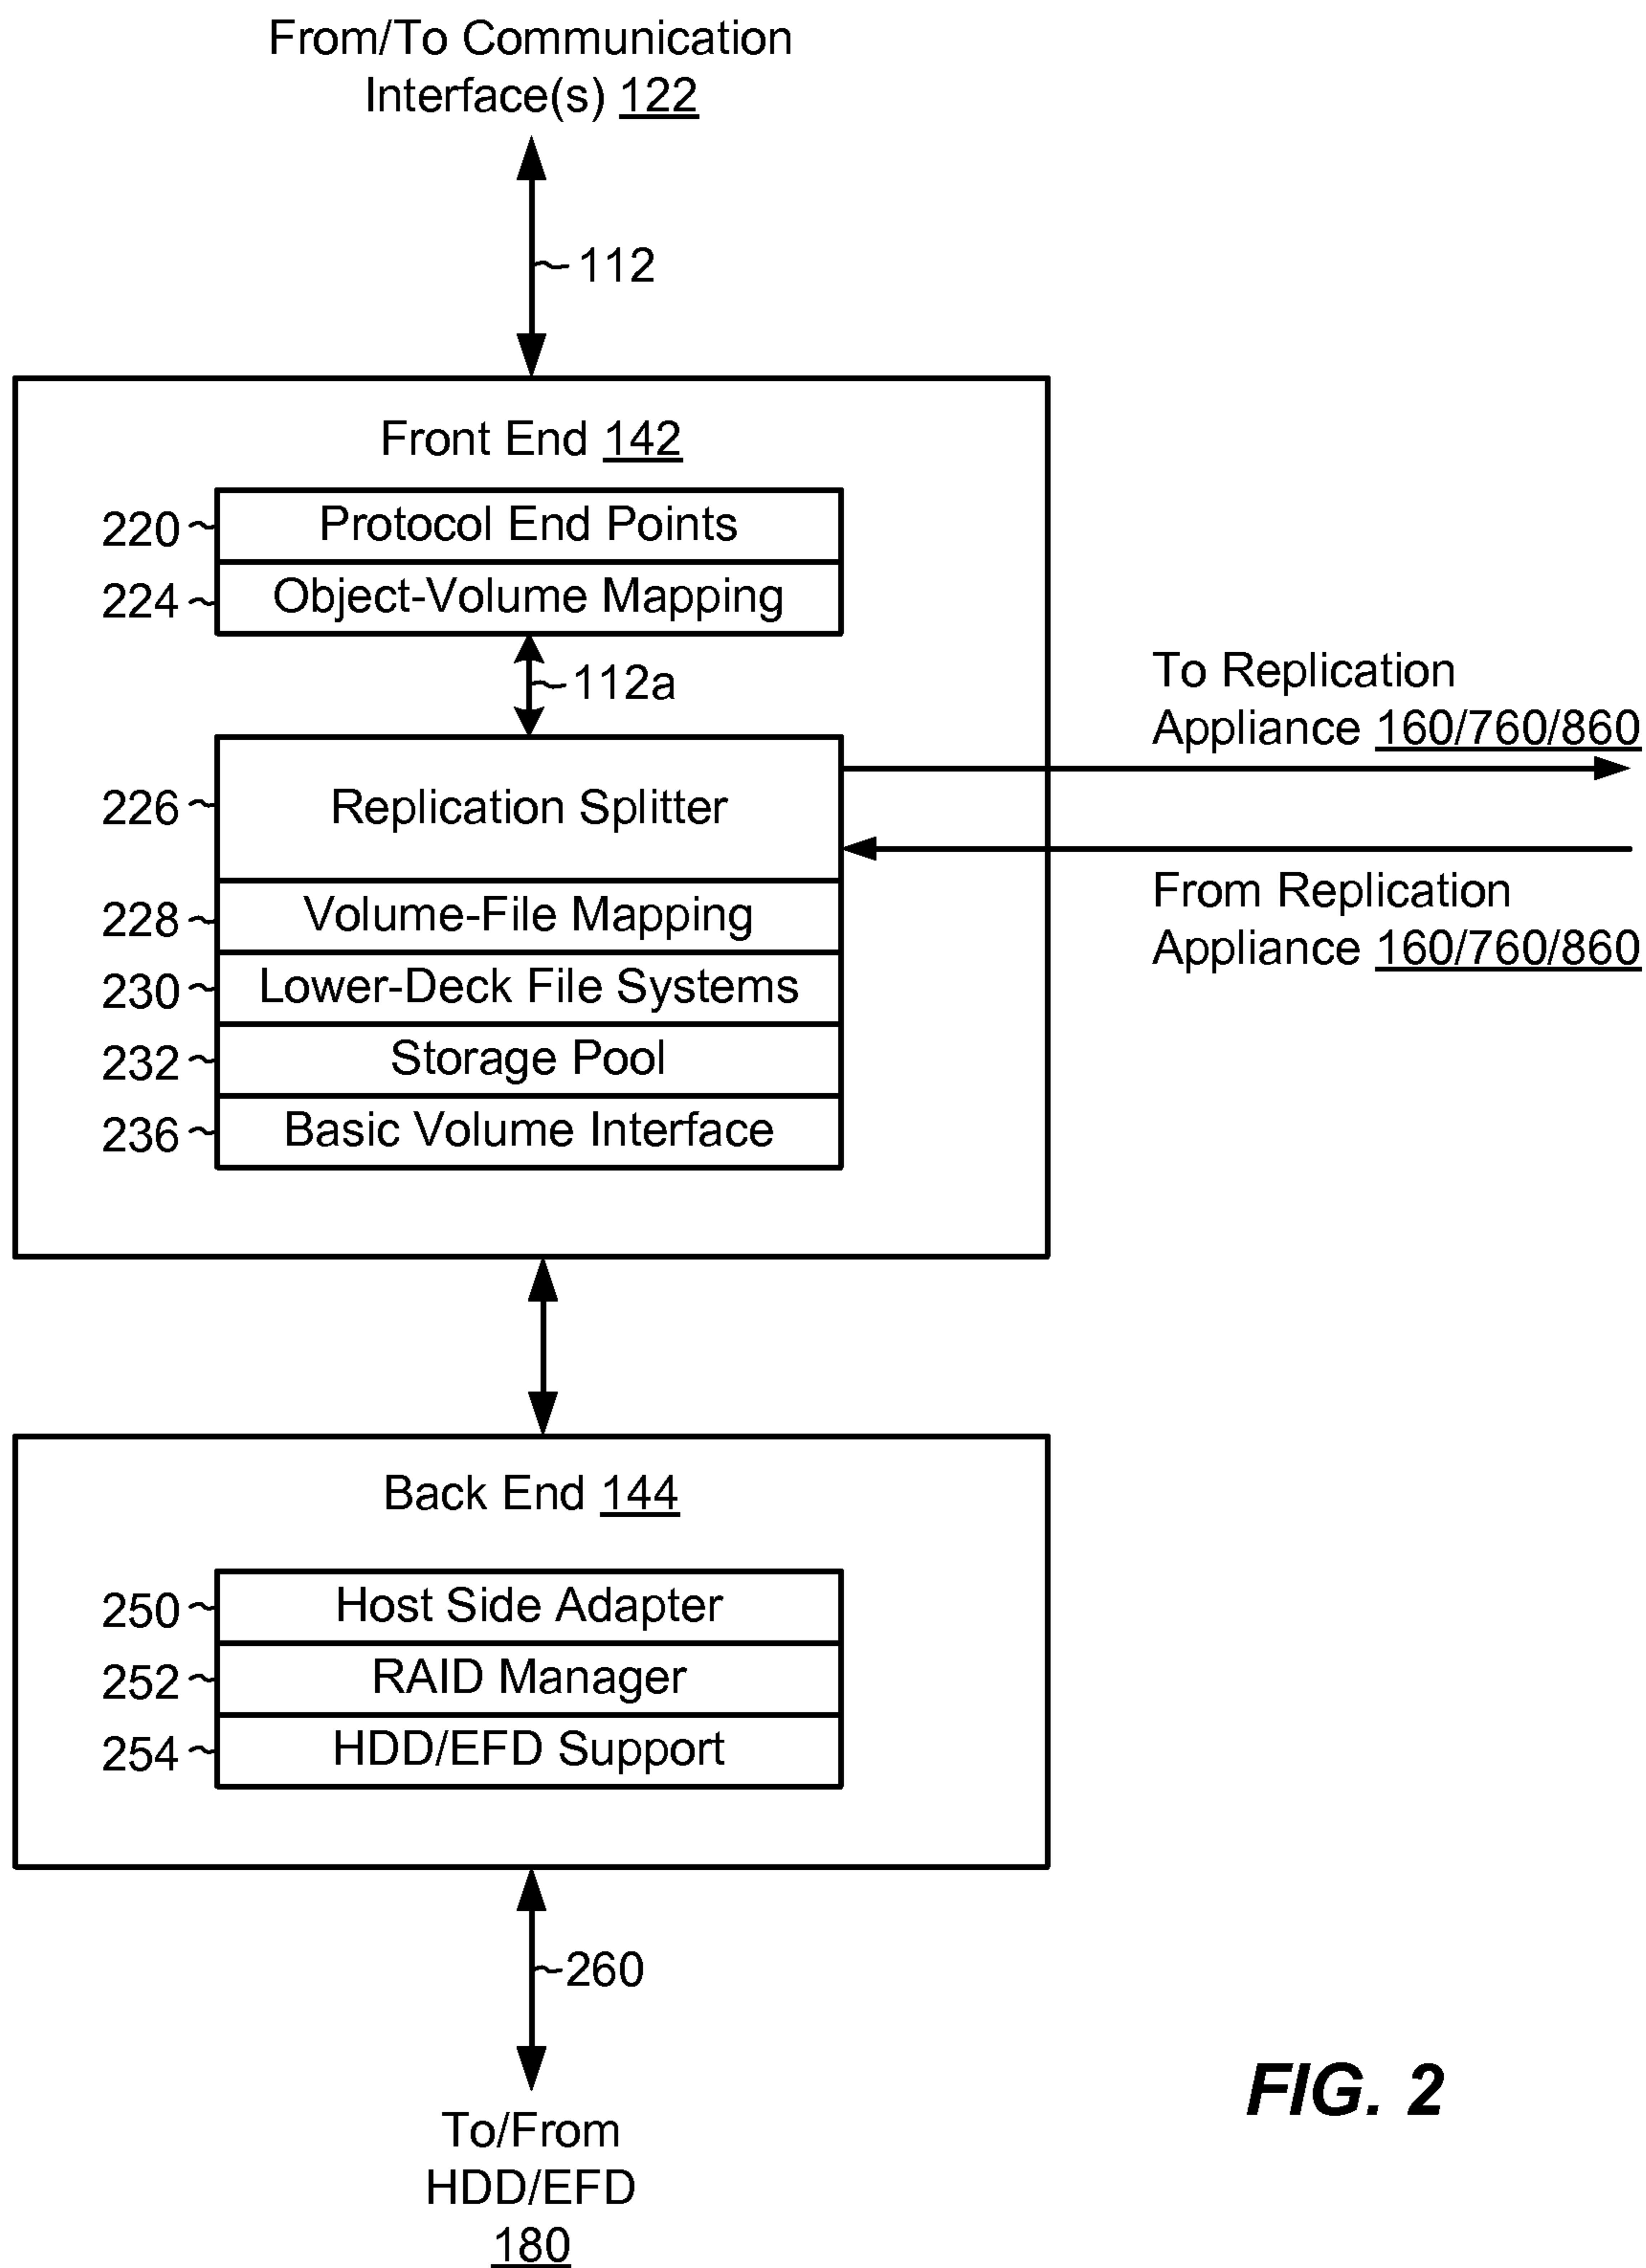 From/To Communication
Interface(s) 122
112
Front End 142
220 Protocol End Points
224 Object-Volume Mapping
112a
To Replication
Appliance 160/760/860
226 Replication Splitter
From Replication
Appliance 160/760/860
228 Volume-File Mapping
230 Lower-Deck File Systems
232 Storage Pool
236 Basic Volume Interface
Back End 144
250 Host Side Adapter
252 RAID Manager
254 HDD/EFD Support
260
To/From
HDD/EFD
180
FIG. 2